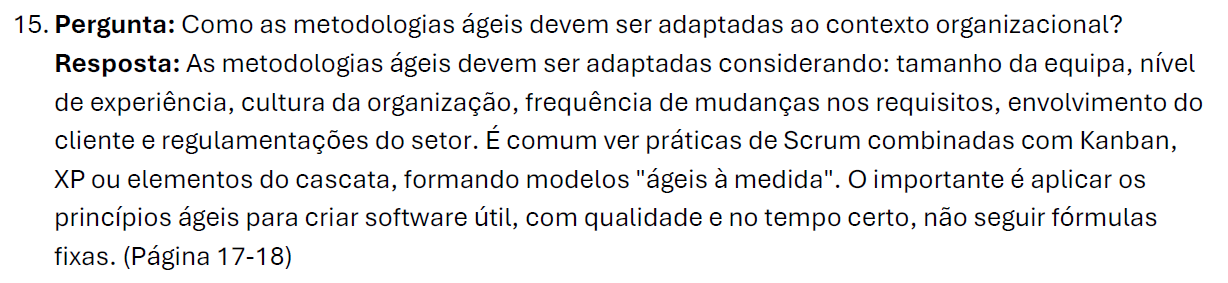 15. Pergunta: Como as metodologias ágeis devem ser adaptadas ao contexto organizacional?
Resposta: As metodologias ágeis devem ser adaptadas considerando: tamanho da equipa, nível
de experiência, cultura da organização, frequência de mudanças nos requisitos, envolvimento do
cliente e regulamentações do setor. É comum ver práticas de Scrum combinadas com Kanban,
XP ou elementos do cascata, formando modelos "ágeis à medida". O importante é aplicar os
princípios ágeis para criar software útil, com qualidade e no tempo certo, não seguir fórmulas
fixas. (Página 17-18)